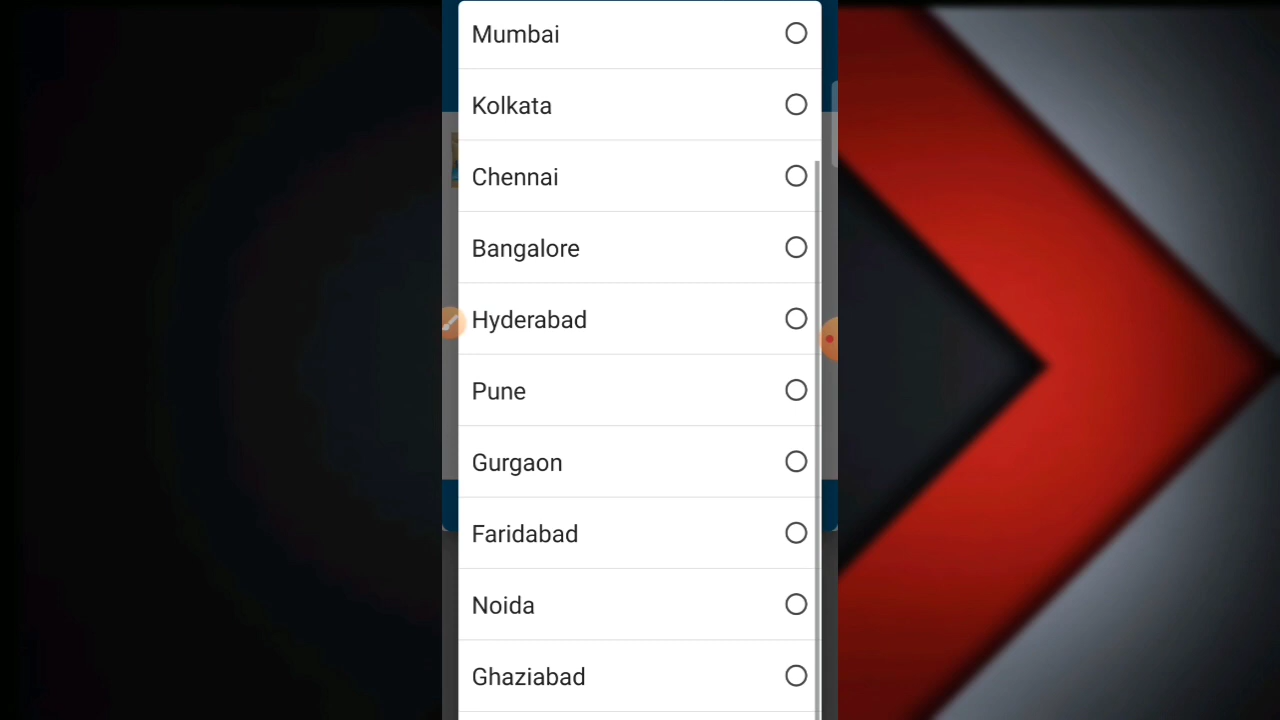 Mumbai
Kolkata
Chennai
Bangalore
Hyderabad
Pune
Gurgaon
Faridabad
Noida
Ghaziabad